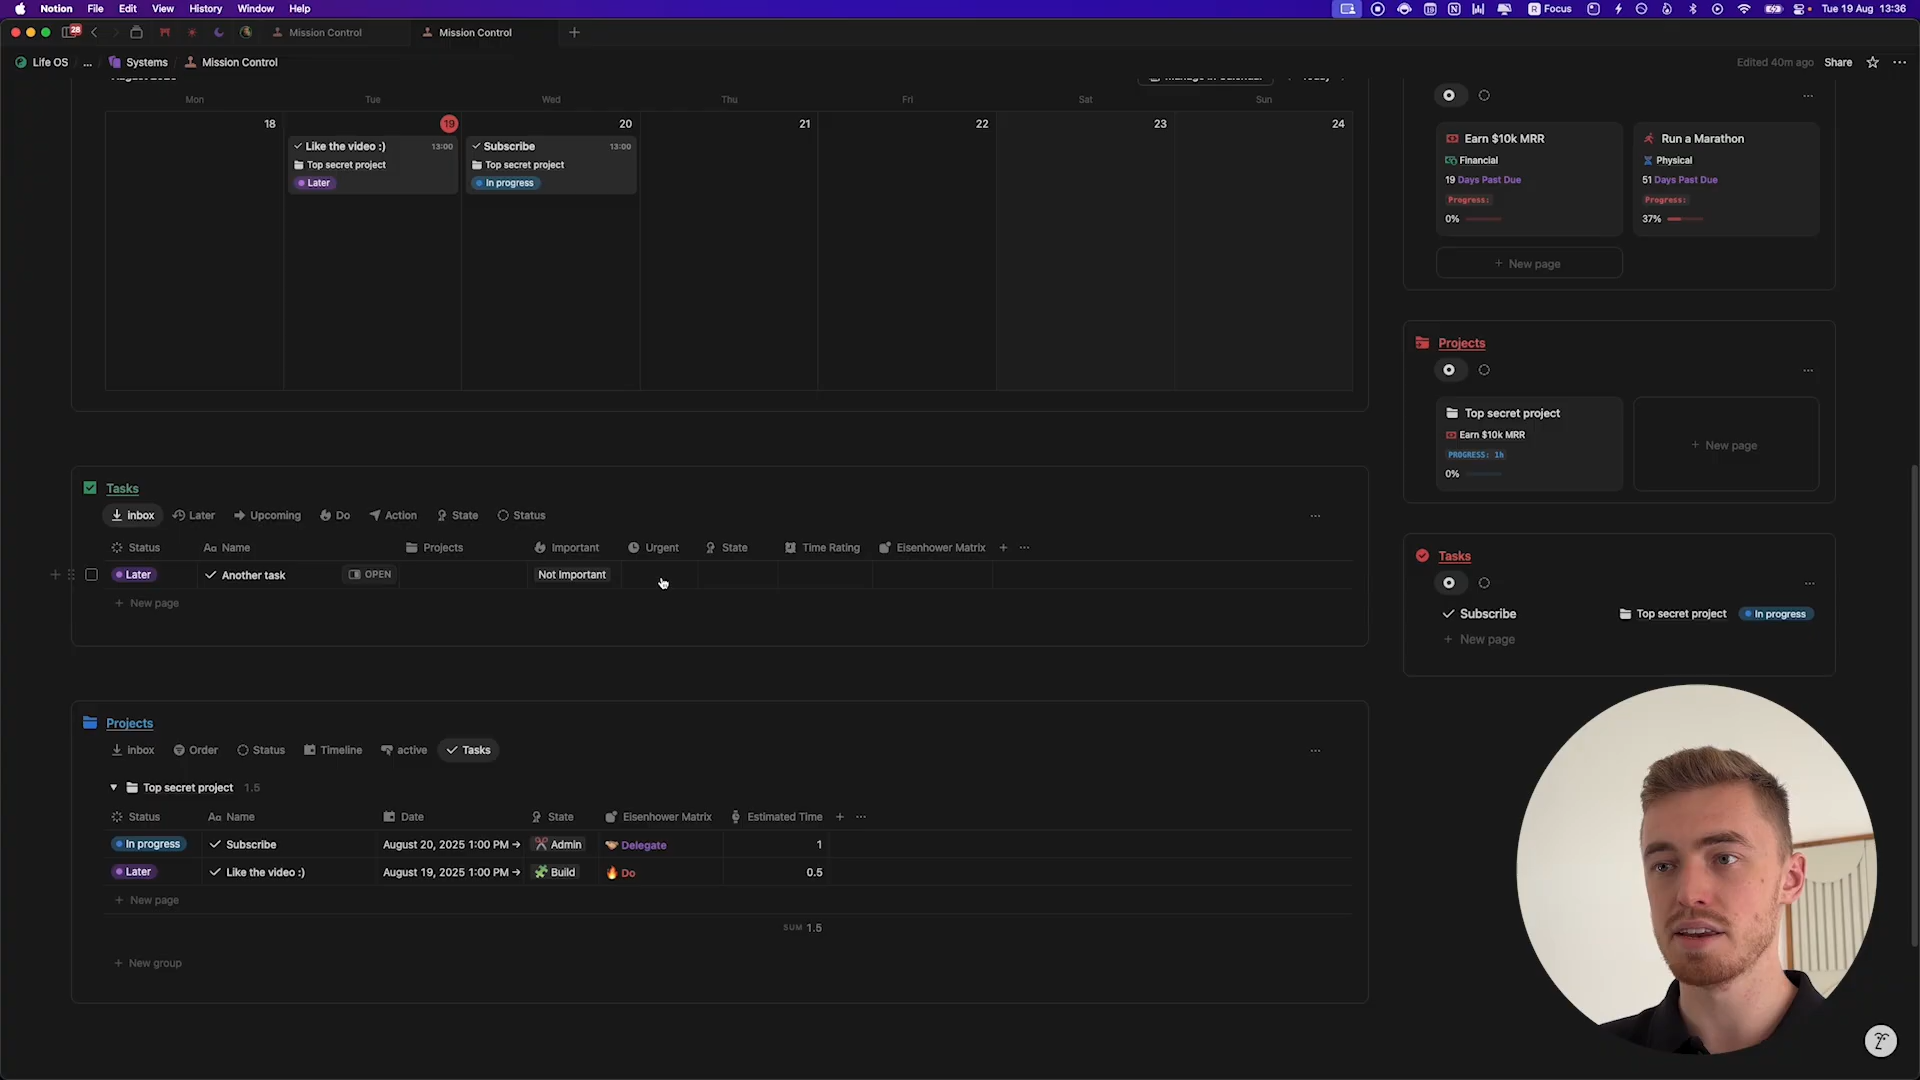 Notion File Edit View History Window Help Focus Tue 19 Aug 13:36
28 Mission Control Mission Control
Life OS ... Systems Mission Control Edited 40m ago Share
Today
Mon Tue Wed Thu Fri Sat Sun
18 19 20 21 22 23 24
Like the video :) 13:00
Top secret project
Later
Subscribe 13:00
Top secret project
In progress
Earn $10k MRR
Financial
19 Days Past Due
Progress:
0%
Run a Marathon
Physical
51 Days Past Due
Progress:
37%
+ New page
Projects
Top secret project
Earn $10k MRR
PROGRESS: 1h
0%
+ New page
Tasks
inbox Later Upcoming Do Action State Status
Status Aa Name Projects Important Urgent State Time Rating Eisenhower Matrix
Later Another task OPEN Not Important
+ New page
Tasks
Subscribe Top secret project In progress
+ New page
Projects
inbox Order Status Timeline active Tasks
Top secret project 1.5
Status Aa Name Date State Eisenhower Matrix Estimated Time
In progress Subscribe August 20, 2025 1:00 PM → Admin Delegate 1
Later Like the video :) August 19, 2025 1:00 PM → Build Do 0.5
+ New page
SUM 1.5
+ New group